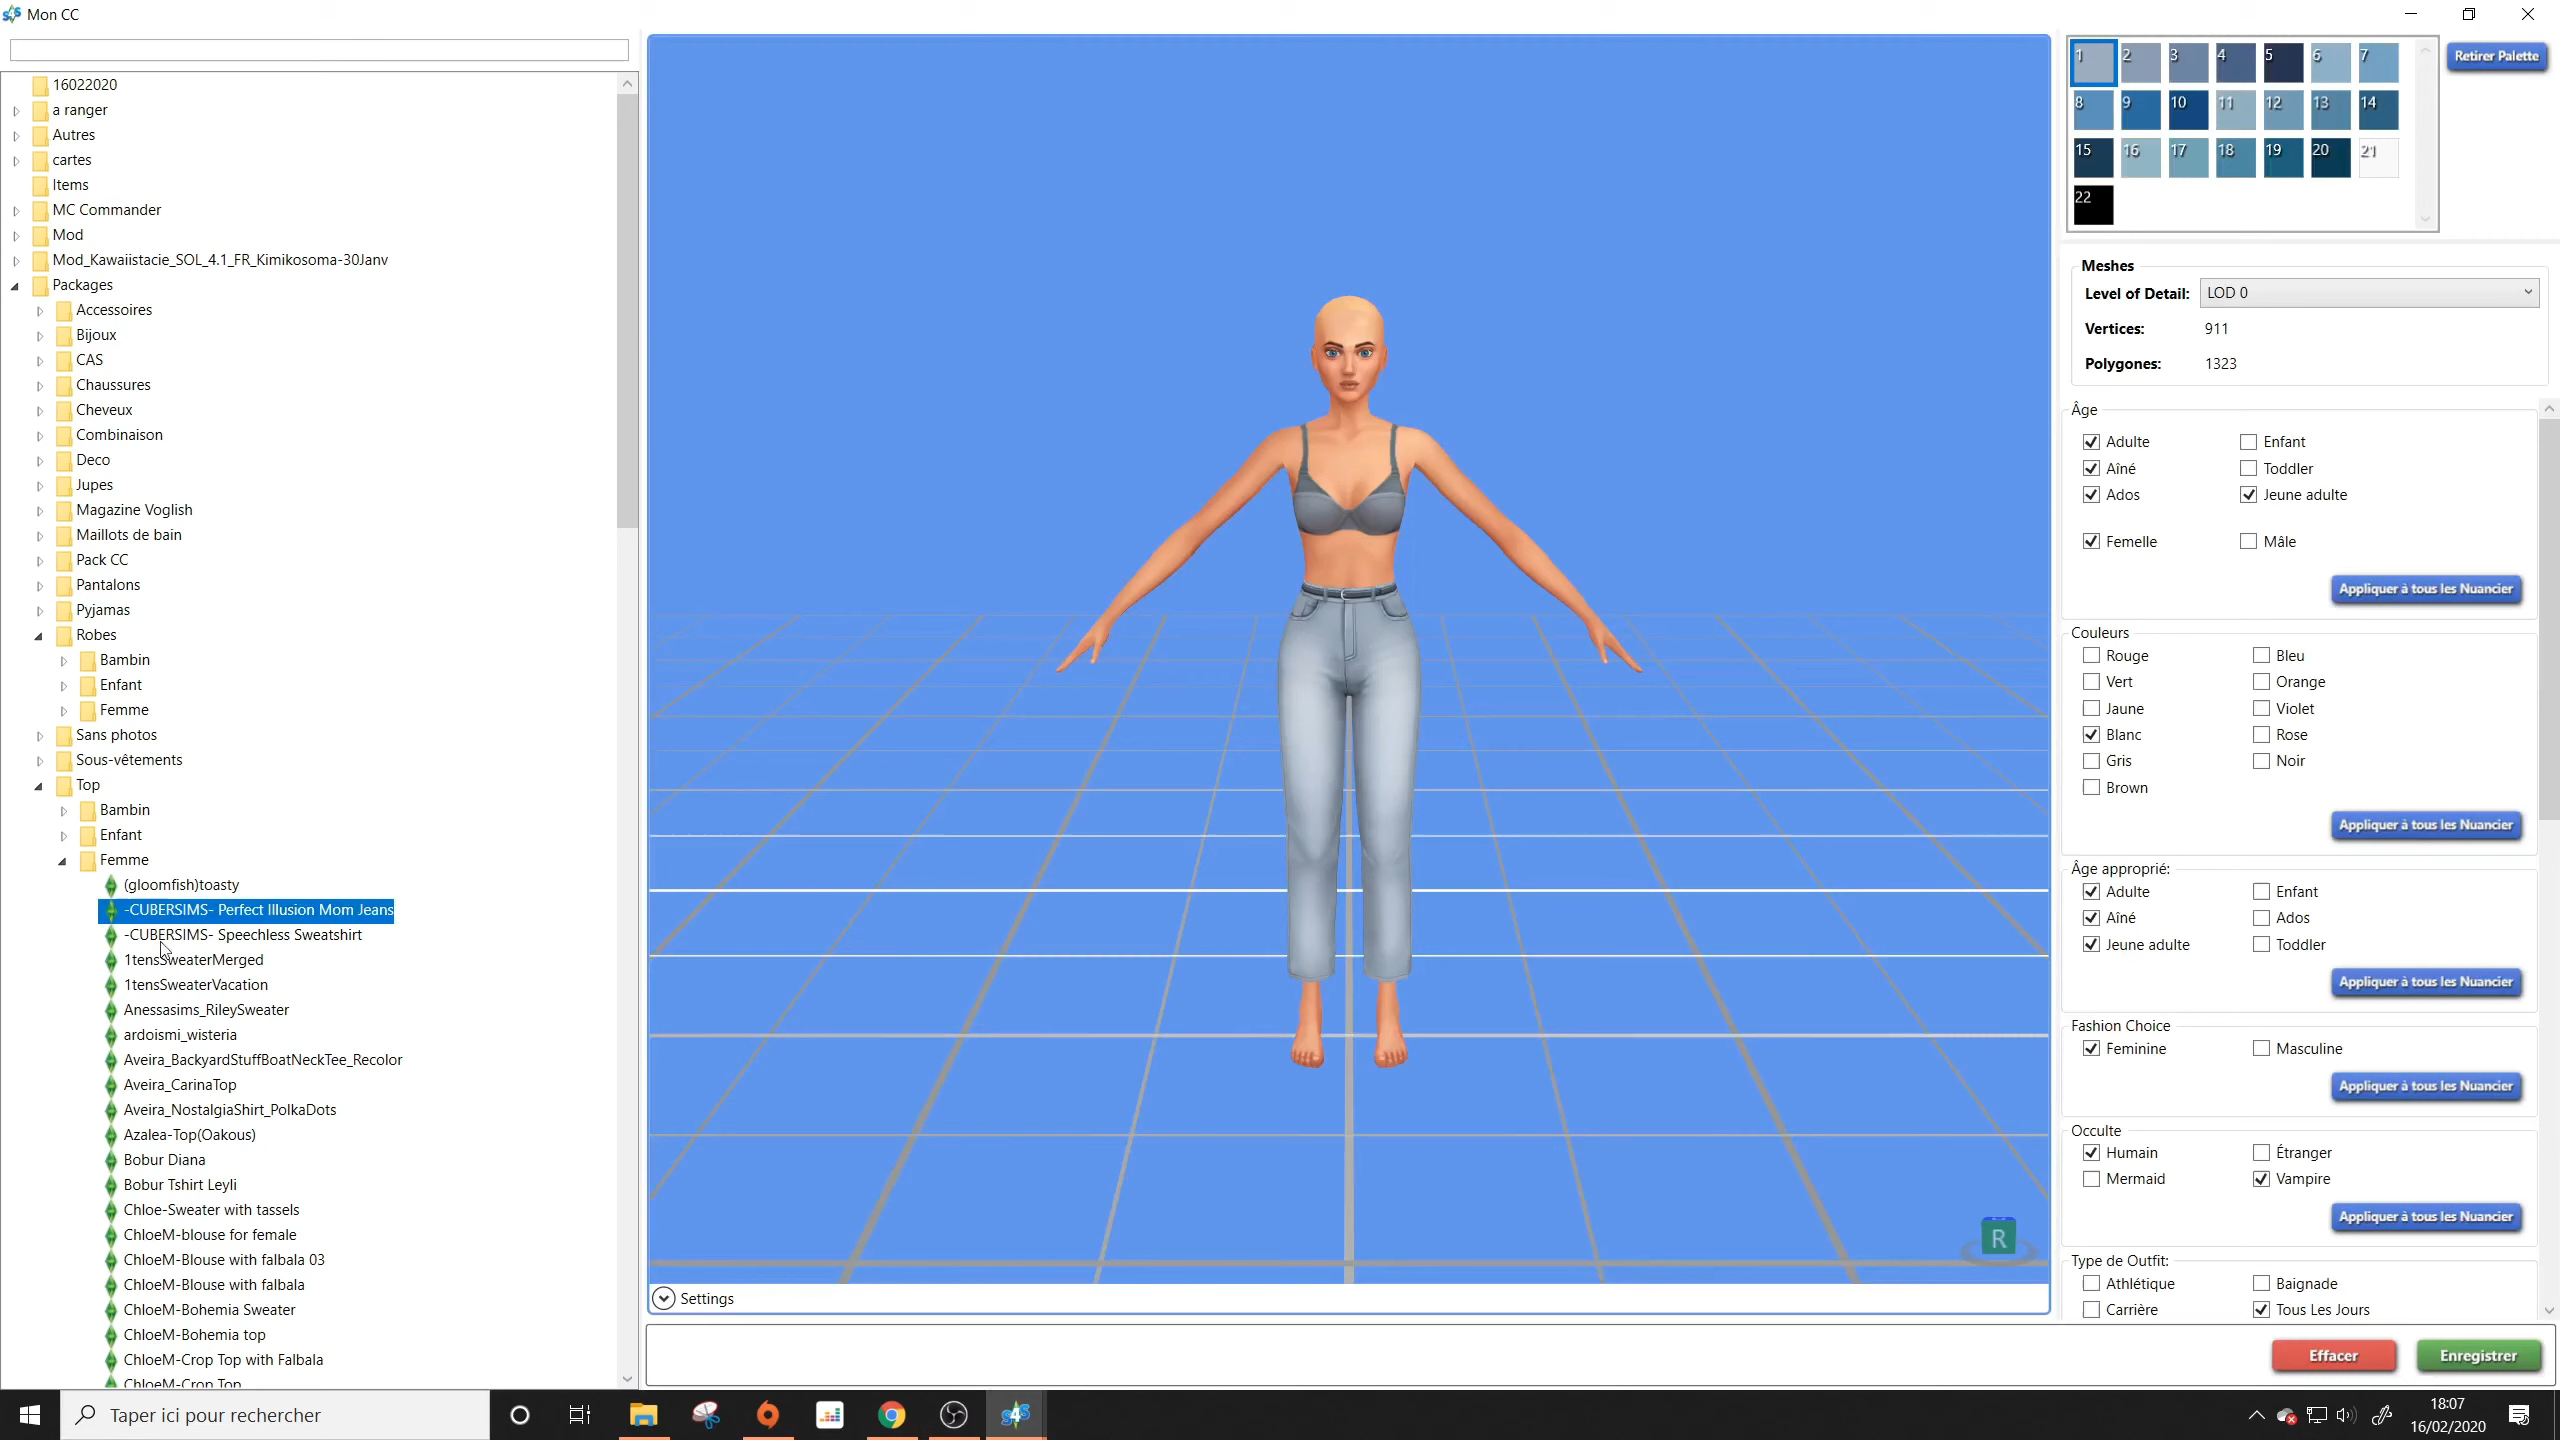 Mon CC
16022020
a ranger
Autres
cartes
Items
MC Commander
Mod
Mod_Kawaiistacie_SOL_4.1_FR_Kimikosoma-30Janv
Packages
Accessoires
Bijoux
CAS
Chaussures
Cheveux
Combinaison
Deco
Jupes
Magazine Voglish
Maillots de bain
Pack CC
Pantalons
Pyjamas
Robes
Bambin
Enfant
Femme
Sans photos
Sous-vêtements
Top
Bambin
Enfant
Femme
(gloomfish)toasty
-CUBERSIMS- Perfect Illusion Mom Jeans
-CUBERSIMS- Speechless Sweatshirt
1tensSweaterMerged
1tensSweaterVacation
Anessasims_RileySweater
ardoismi_wisteria
Aveira_BackyardStuffBoatNeckTee_Recolor
Aveira_CarinaTop
Aveira_NostalgiaShirt_PolkaDots
Azalea-Top(Oakous)
Bobur Diana
Bobur Tshirt Leyli
Chloe-Sweater with tassels
ChloeM-blouse for female
ChloeM-Blouse with falbala 03
ChloeM-Blouse with falbala
ChloeM-Bohemia Sweater
ChloeM-Bohemia top
ChloeM-Crop Top with Falbala
ChloeM-Crop Top
R
Settings
1 2 3 4 5 6 7
8 9 10 11 12 13 14
15 16 17 18 19 20 21
22
Retirer Palette
Meshes
Level of Detail: LOD 0
Vertices: 911
Polygones: 1323
Âge
Adulte Enfant
Aîné Toddler
Ados Jeune adulte
Femelle Mâle
Appliquer à tous les Nuancier
Couleurs
Rouge Bleu
Vert Orange
Jaune Violet
Blanc Rose
Gris Noir
Brown
Appliquer à tous les Nuancier
Âge approprié:
Adulte Enfant
Aîné Ados
Jeune adulte Toddler
Appliquer à tous les Nuancier
Fashion Choice
Feminine Masculine
Appliquer à tous les Nuancier
Occulte
Humain Étranger
Mermaid Vampire
Appliquer à tous les Nuancier
Type de Outfit:
Athlétique Baignade
Carrière Tous Les Jours
Effacer Enregistrer
Taper ici pour rechercher
S4S
18:07
16/02/2020